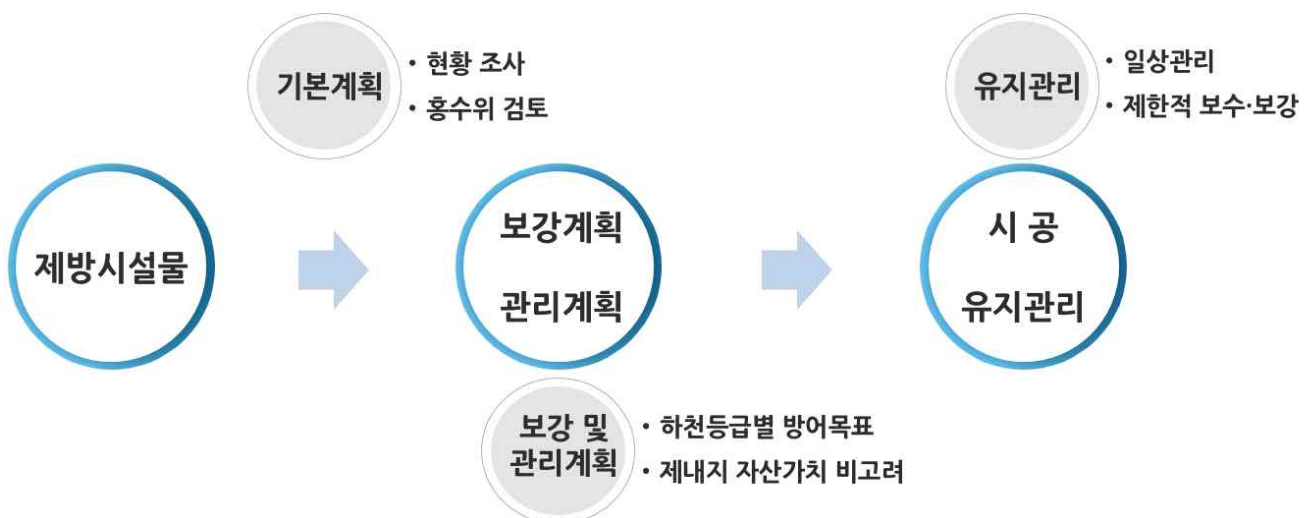 기본계획
• 현황 조사
• 홍수위 검토
유지관리
• 일상관리
• 제한적 보수·보강
제방시설물
보강계획
관리계획
시 공
유지관리
보강 및
관리계획
• 하천등급별 방어목표
• 제내지 자산가치 비고려